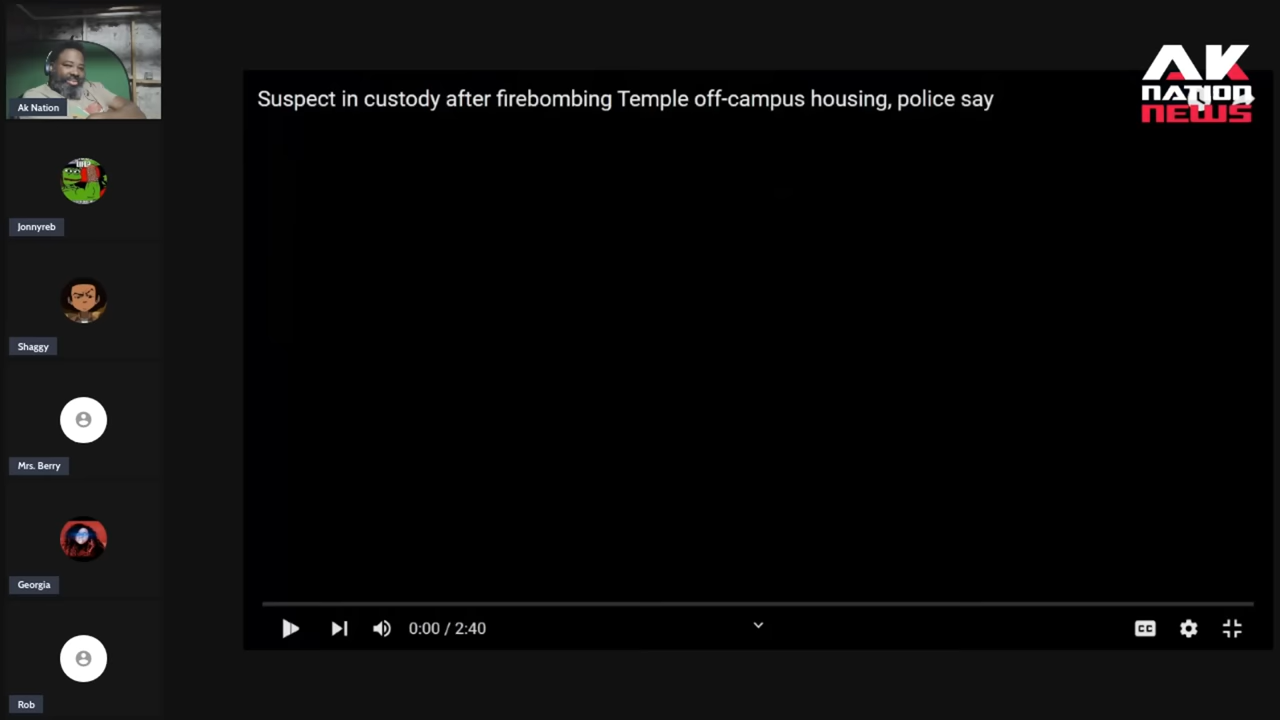 Ak Nation
Jonnyreb
Shaggy
Mrs. Berry
Georgia
Rob
Suspect in custody after firebombing Temple off-campus housing, police say
AK
NATION
NEWS
0:00 / 2:40
CC